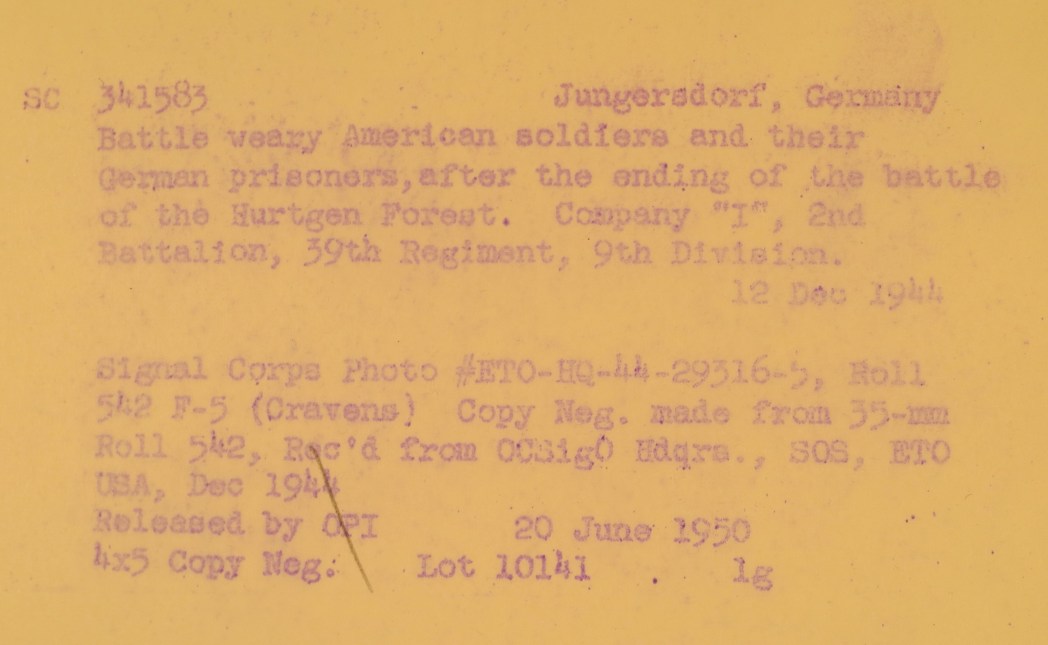 SC 341583 Jungersdorf, Germany
Battle weary American soldiers and their
German prisoners,after the ending of the battle
of the Hurtgen Forest. Company "I", 2nd
Battalion, 39th Regiment, 9th Division.
12 Dec 1944
Signal Corps Photo #ETO-HQ-44-29316-5, Roll
542 F-5 (Cravens) Copy Neg. made from 35-mm
Roll 542, Rec'd from OCSigO Hdqrs., SOS, ETO
USA, Dec 1944
Released by OPI 20 June 1950
4x5 Copy Neg. Lot 10141 . lg